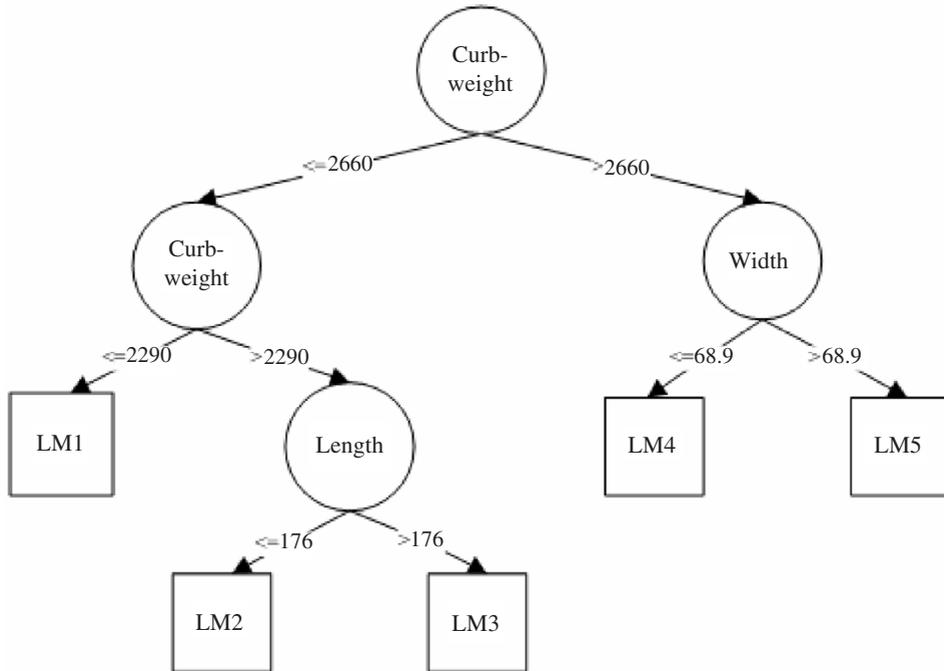 Curb-
weight
<=2660
>2660
Curb-
weight
Width
<=2290
>2290
<=68.9
>68.9
LM1
Length
LM4
LM5
<=176
>176
LM2
LM3